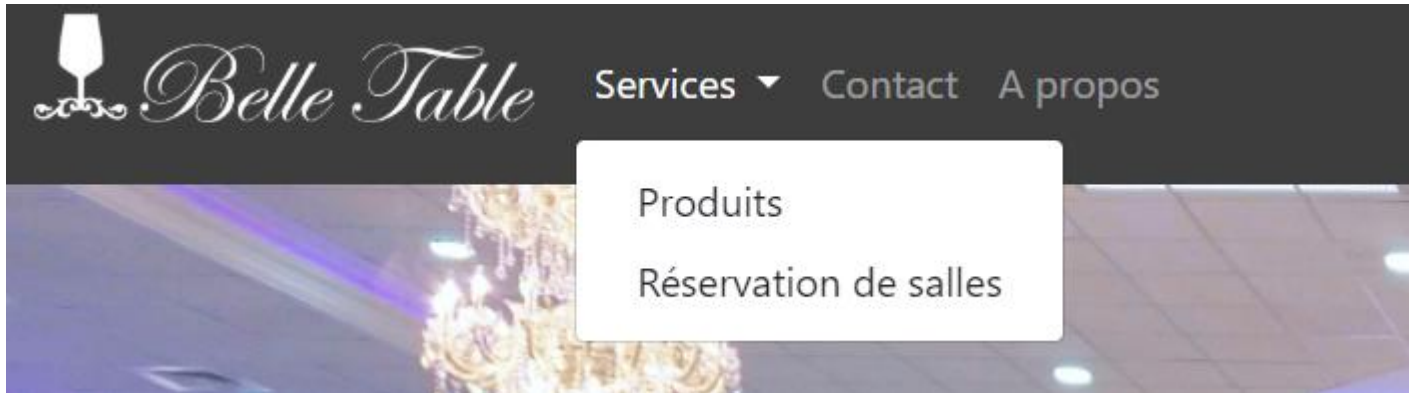 Belle Table Services Contact A propos
Produits
Réservation de salles